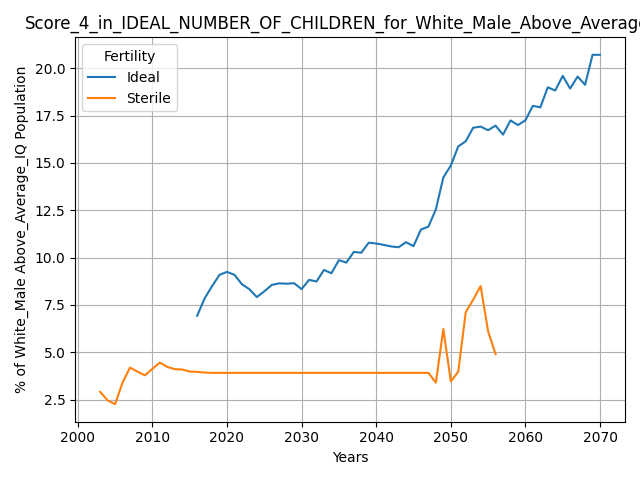 Score_4_in_IDEAL_NUMBER_OF_CHILDREN_for_White_Male_Above_Average
Fertility
Ideal
Sterile
% of White_Male Above_Average_IQ Population
20.0
17.5
15.0
12.5
10.0
7.5
5.0
2.5
2000 2010 2020 2030 2040 2050 2060 2070
Years